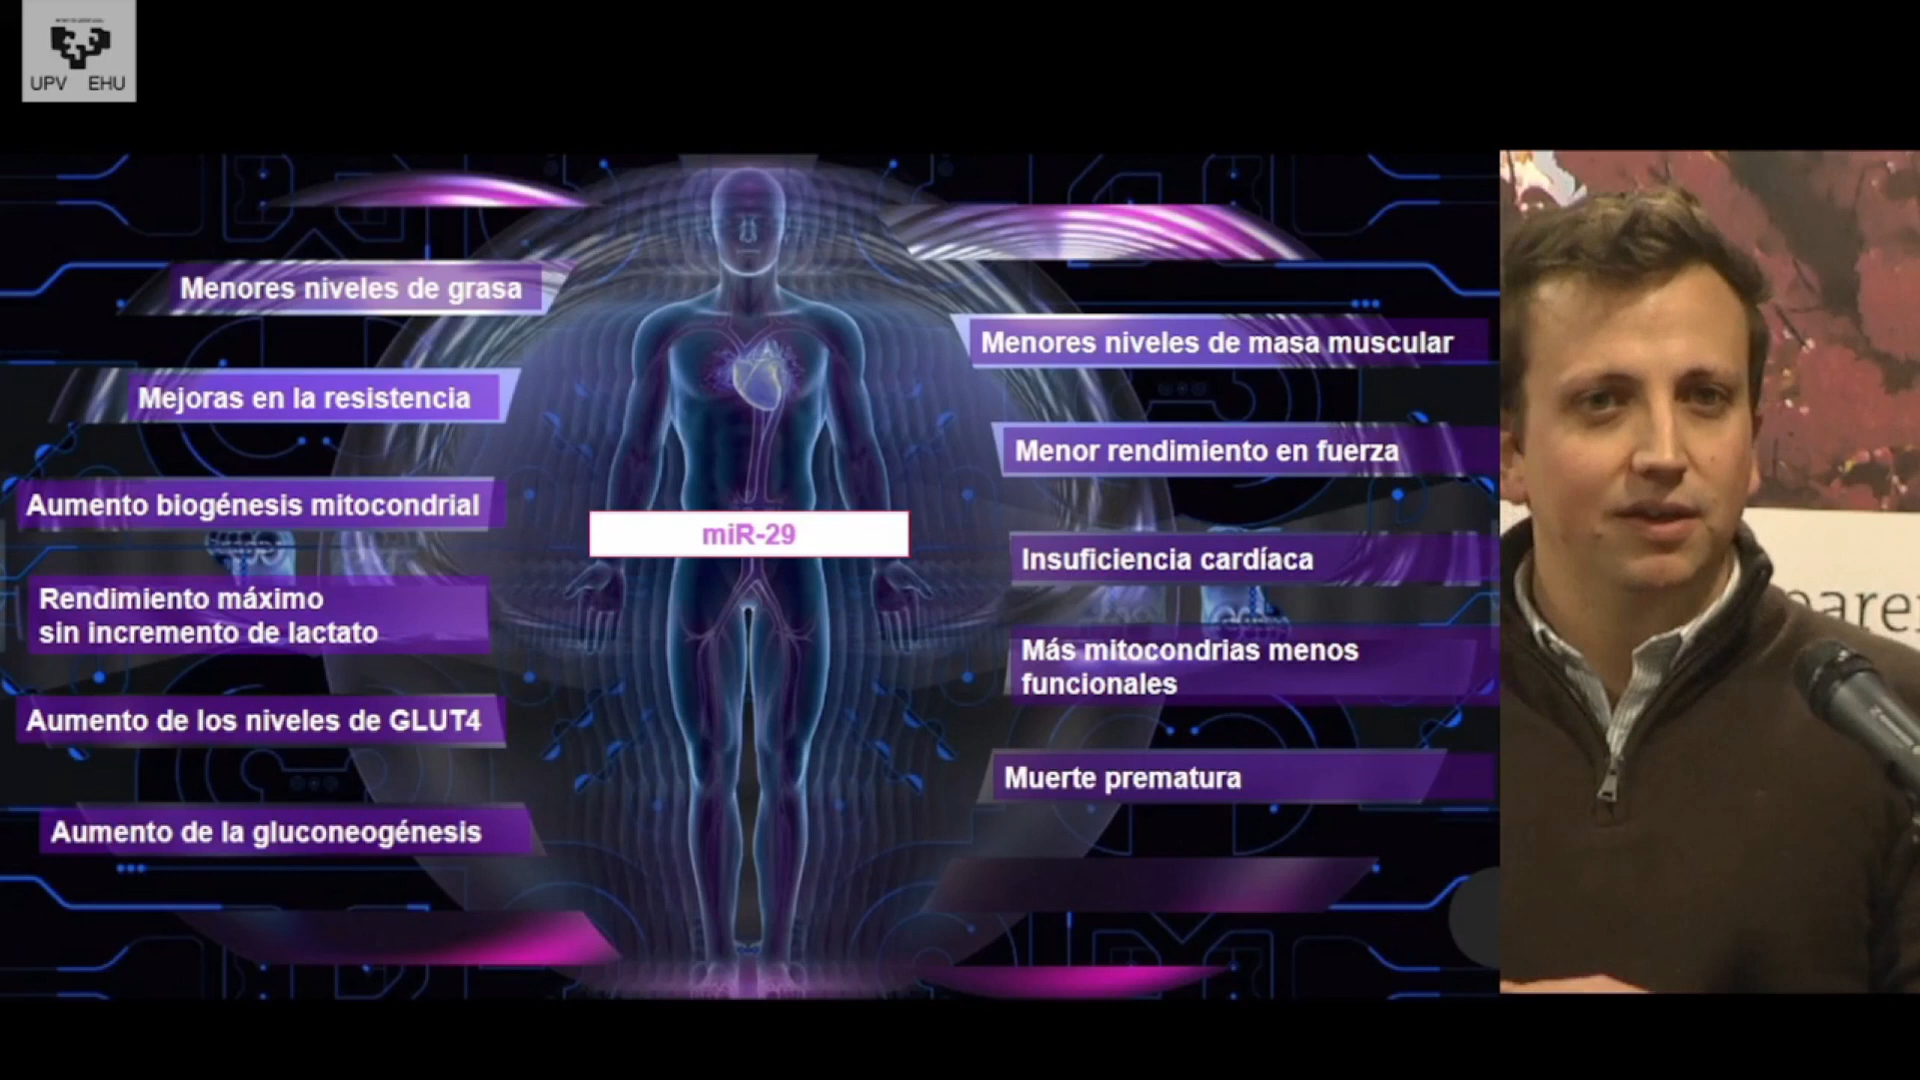 UPV EHU
Menores niveles de grasa
Mejoras en la resistencia
Aumento biogénesis mitocondrial
Rendimiento máximo
sin incremento de lactato
Aumento de los niveles de GLUT4
Aumento de la gluconeogénesis
miR-29
Menores niveles de masa muscular
Menor rendimiento en fuerza
Insuficiencia cardíaca
Más mitocondrias menos
funcionales
Muerte prematura